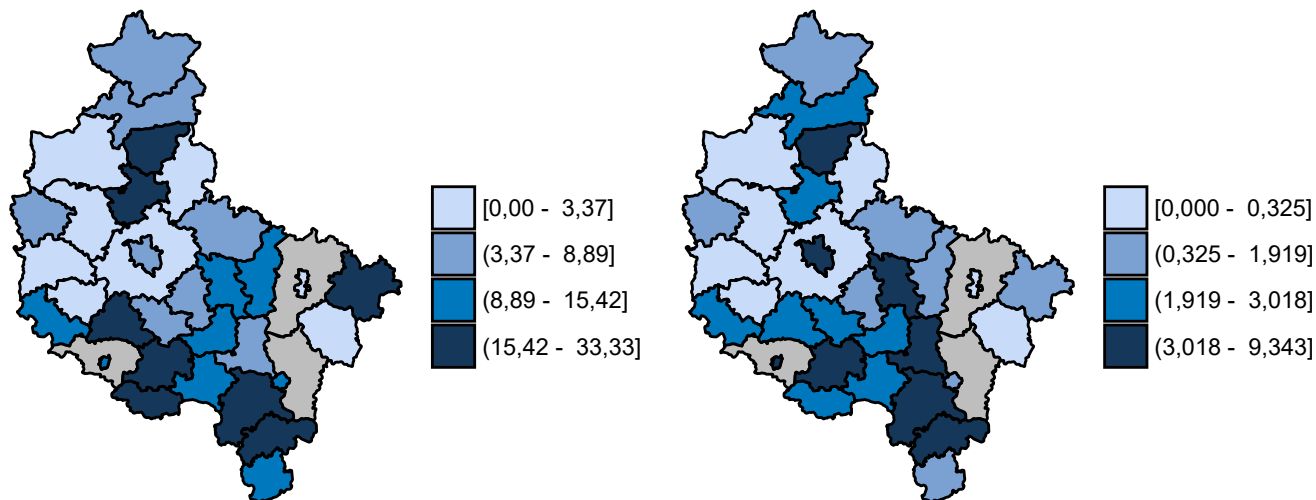 [0,00 - 3,37]
(3,37 - 8,89]
(8,89 - 15,42]
(15,42 - 33,33]
[0,000 - 0,325]
(0,325 - 1,919]
(1,919 - 3,018]
(3,018 - 9,343]